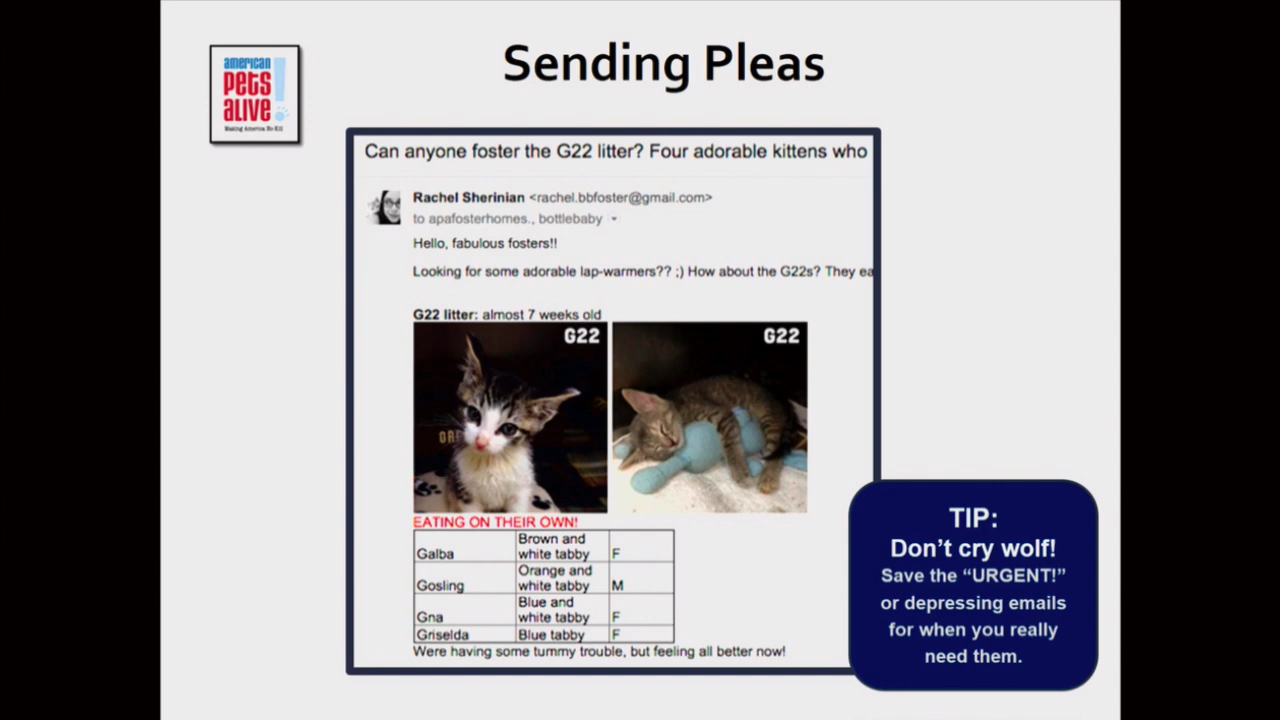 Sending Pleas
american
PETS
ALIVE!
Making America No Kill
Can anyone foster the G22 litter? Four adorable kittens who
Rachel Sherinian <rachel.bbfoster@gmail.com>
to apafosterhomes., bottlebaby
Hello, fabulous fosters!!
Looking for some adorable lap-warmers?? ;) How about the G22s? They ea
G22 litter: almost 7 weeks old
G22 G22
EATING ON THEIR OWN!
Galba Brown and white tabby F
Gosling Orange and white tabby M
Gna Blue and white tabby F
Griselda Blue tabby F
Were having some tummy trouble, but feeling all better now!
TIP:
Don't cry wolf!
Save the “URGENT!”
or depressing emails
for when you really
need them.